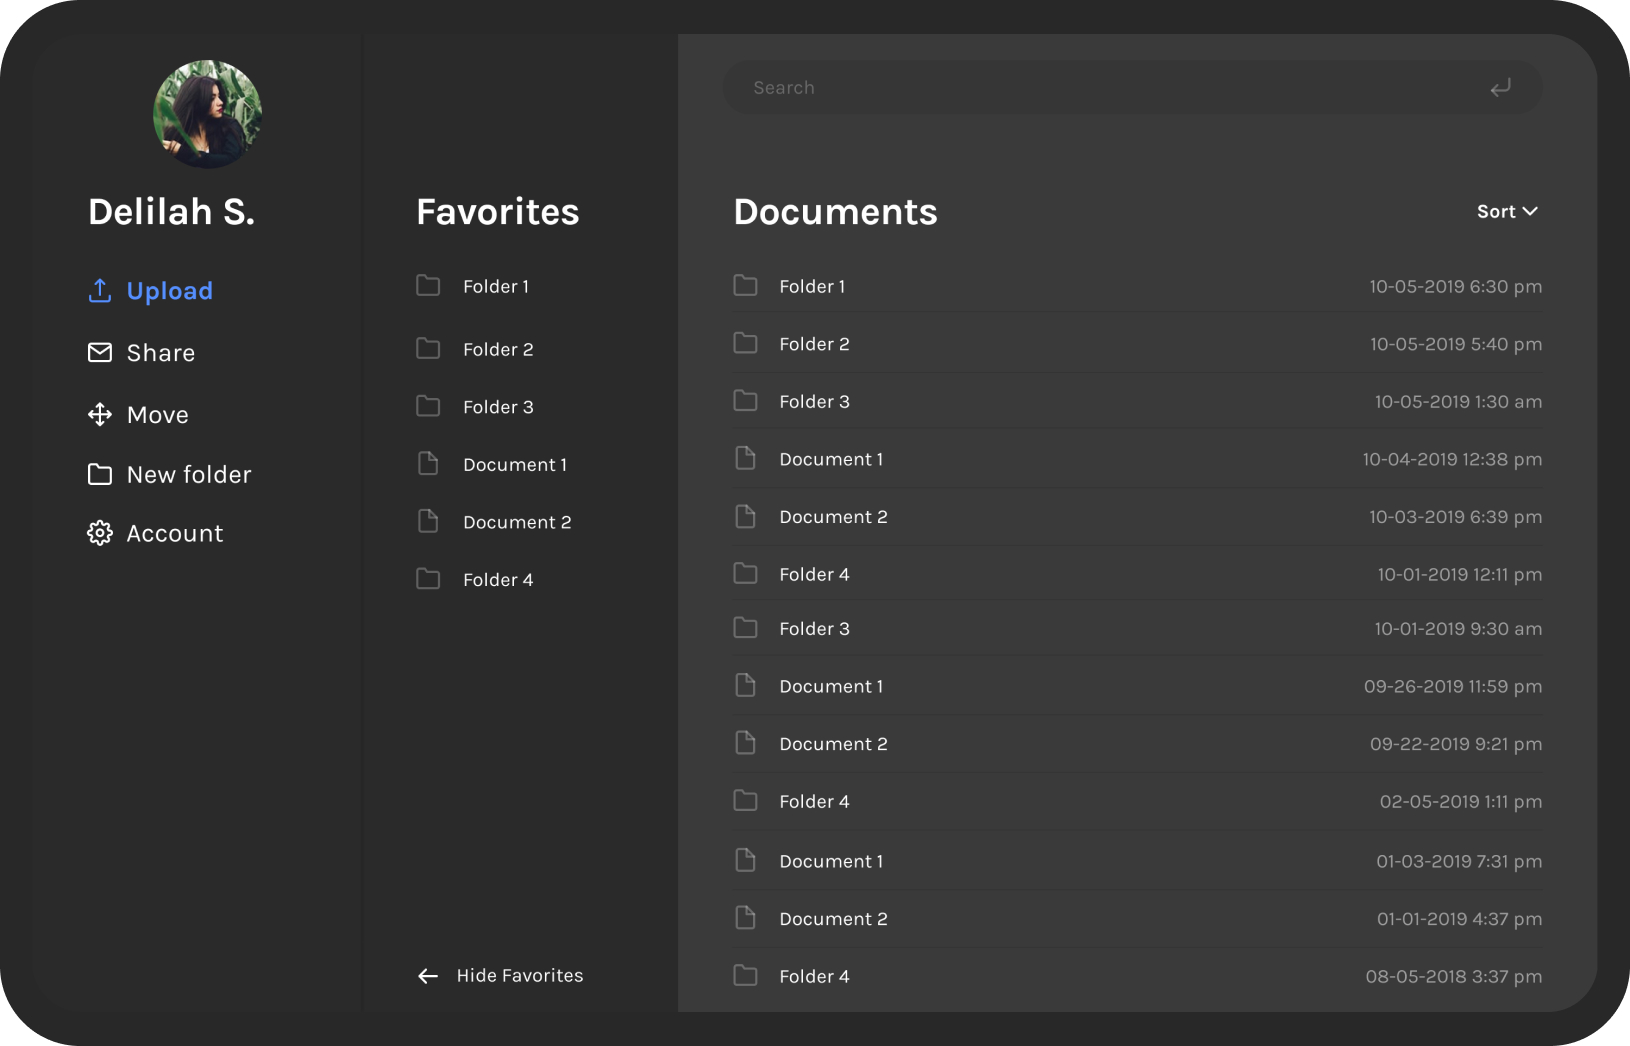 Delilah S.
Upload
Share
Move
New folder
Account
Favorites
Folder 1
Folder 2
Folder 3
Document 1
Document 2
Folder 4
Hide Favorites
Search
Documents
Sort
Folder 1 10-05-2019 6:30 pm
Folder 2 10-05-2019 5:40 pm
Folder 3 10-05-2019 1:30 am
Document 1 10-04-2019 12:38 pm
Document 2 10-03-2019 6:39 pm
Folder 4 10-01-2019 12:11 pm
Folder 3 10-01-2019 9:30 am
Document 1 09-26-2019 11:59 pm
Document 2 09-22-2019 9:21 pm
Folder 4 02-05-2019 1:11 pm
Document 1 01-03-2019 7:31 pm
Document 2 01-01-2019 4:37 pm
Folder 4 08-05-2018 3:37 pm